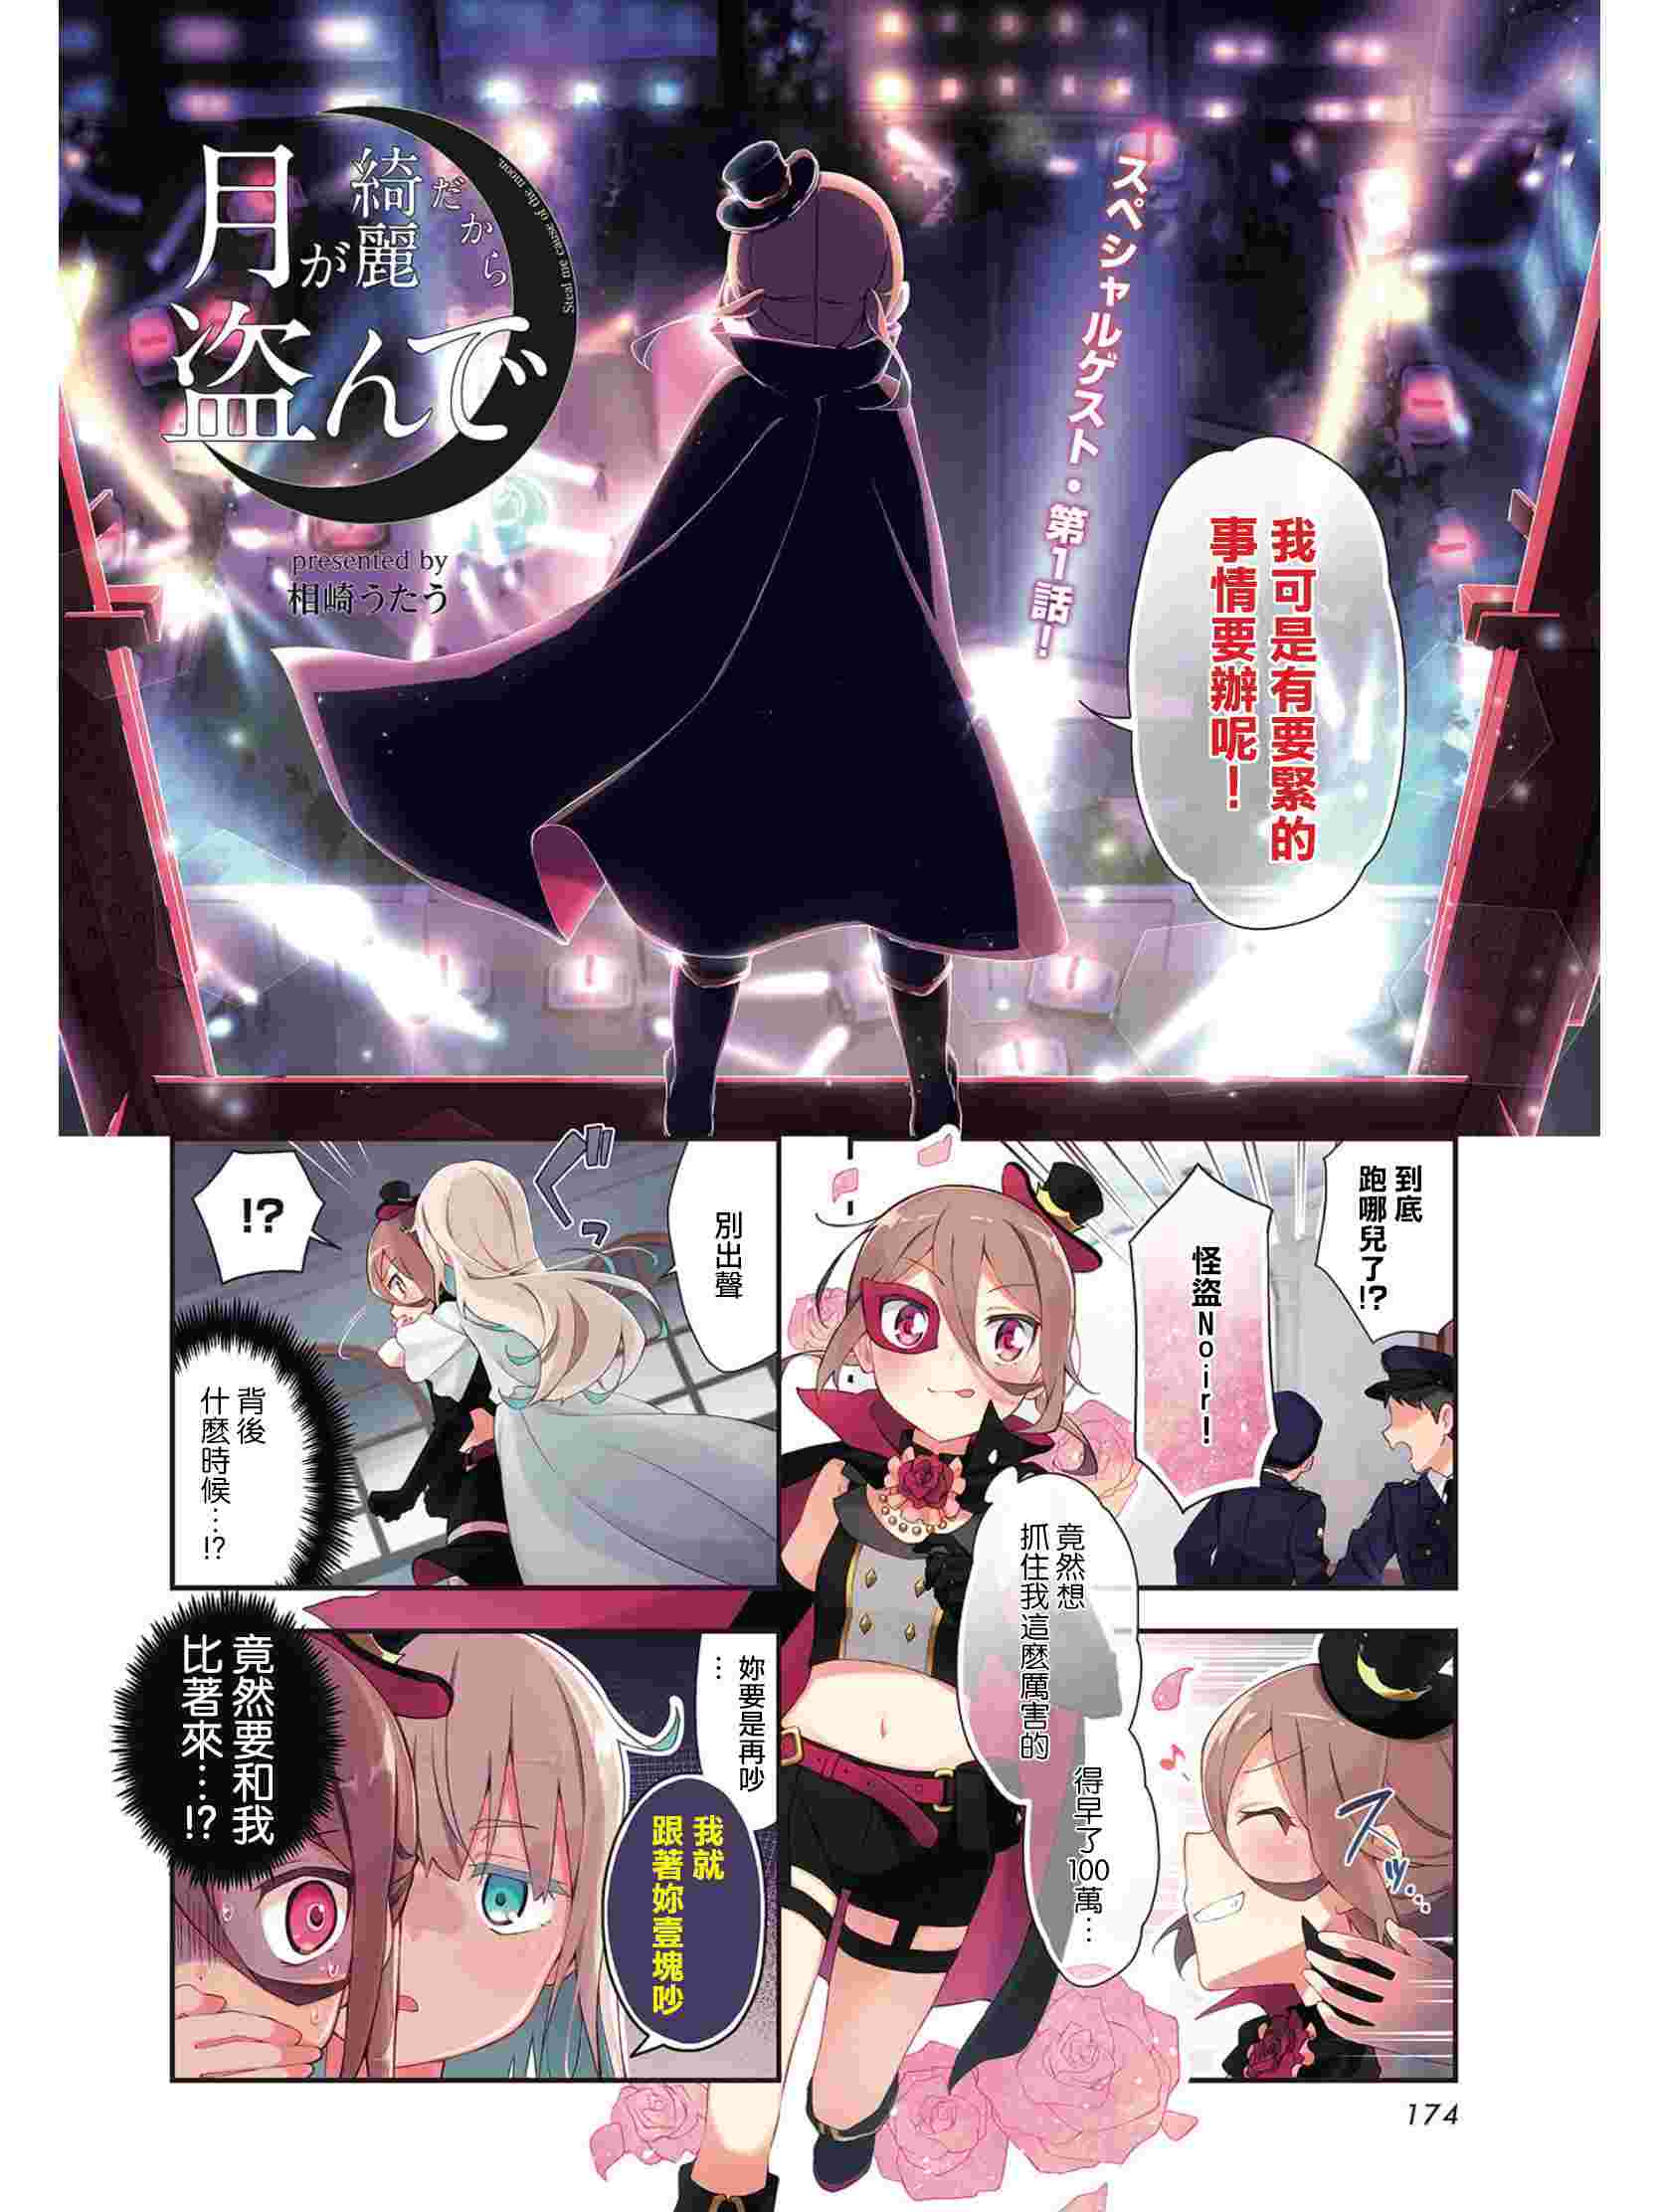 スペシャルゲスト・第1話！
我可是有要緊的
事情要辦呢！
月が綺麗だから
盗んで
Steal me cause of the moon.
presented by
相崎うたう
到底
跑哪兒了!?
怪盜Noir！
竟然想
抓住我這麼厲害的
得早了100萬…
別出聲
!?
背後
什麼時候…!?
スッ…
妳要是再吵
…
我就
跟著妳壹塊吵
竟然要和我
比著來…!?
174